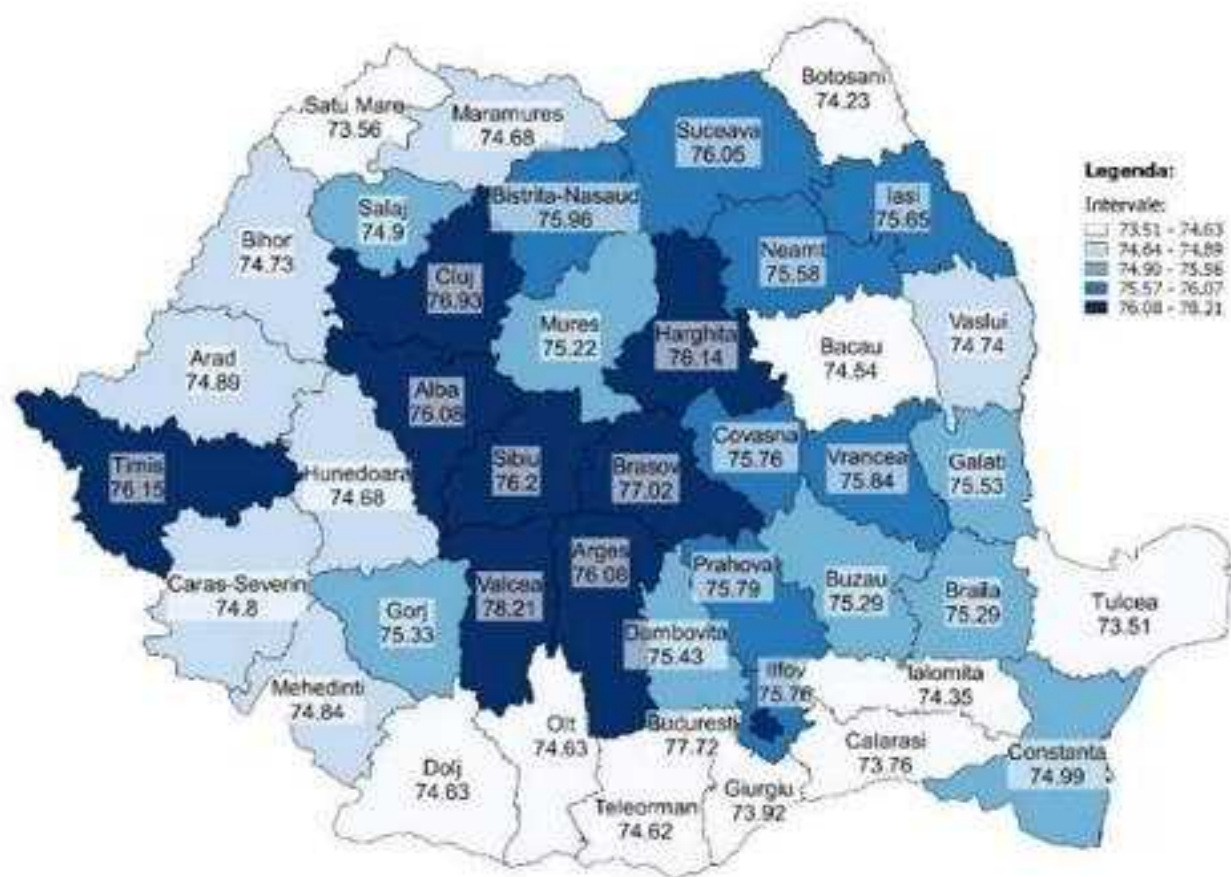 Botosani
74.23
Satu Mare
73.56
Maramures
74.68
Suceava
76.05
Legenda:
Intervale:
73.51 - 74.63
74.64 - 74.89
74.90 - 75.56
75.57 - 76.07
76.08 - 78.21
Iasi
75.65
Bistrita-Nasaud
75.96
Salaj
74.9
Bihor
74.73
Neamt
75.58
Cluj
76.93
Mures
75.22
Harghita
76.14
Vaslui
74.74
Bacau
74.54
Arad
74.89
Alba
76.08
Timis
76.15
Hunedoara
74.68
Sibiu
76.2
Brasov
77.02
Covasna
75.76
Vrancea
75.84
Galati
75.53
Caras-Severin
74.8
Gorj
75.33
Valcea
78.21
Arges
76.08
Prahova
75.79
Buzau
75.29
Braila
75.29
Tulcea
73.51
Dambovita
75.43
Mehedinti
74.84
Ilfov
75.76
Ialomita
74.35
Olt
74.63
Bucuresti
77.72
Calarasi
73.76
Constanta
74.99
Dolj
74.63
Teleorman
74.62
Giurgiu
73.92